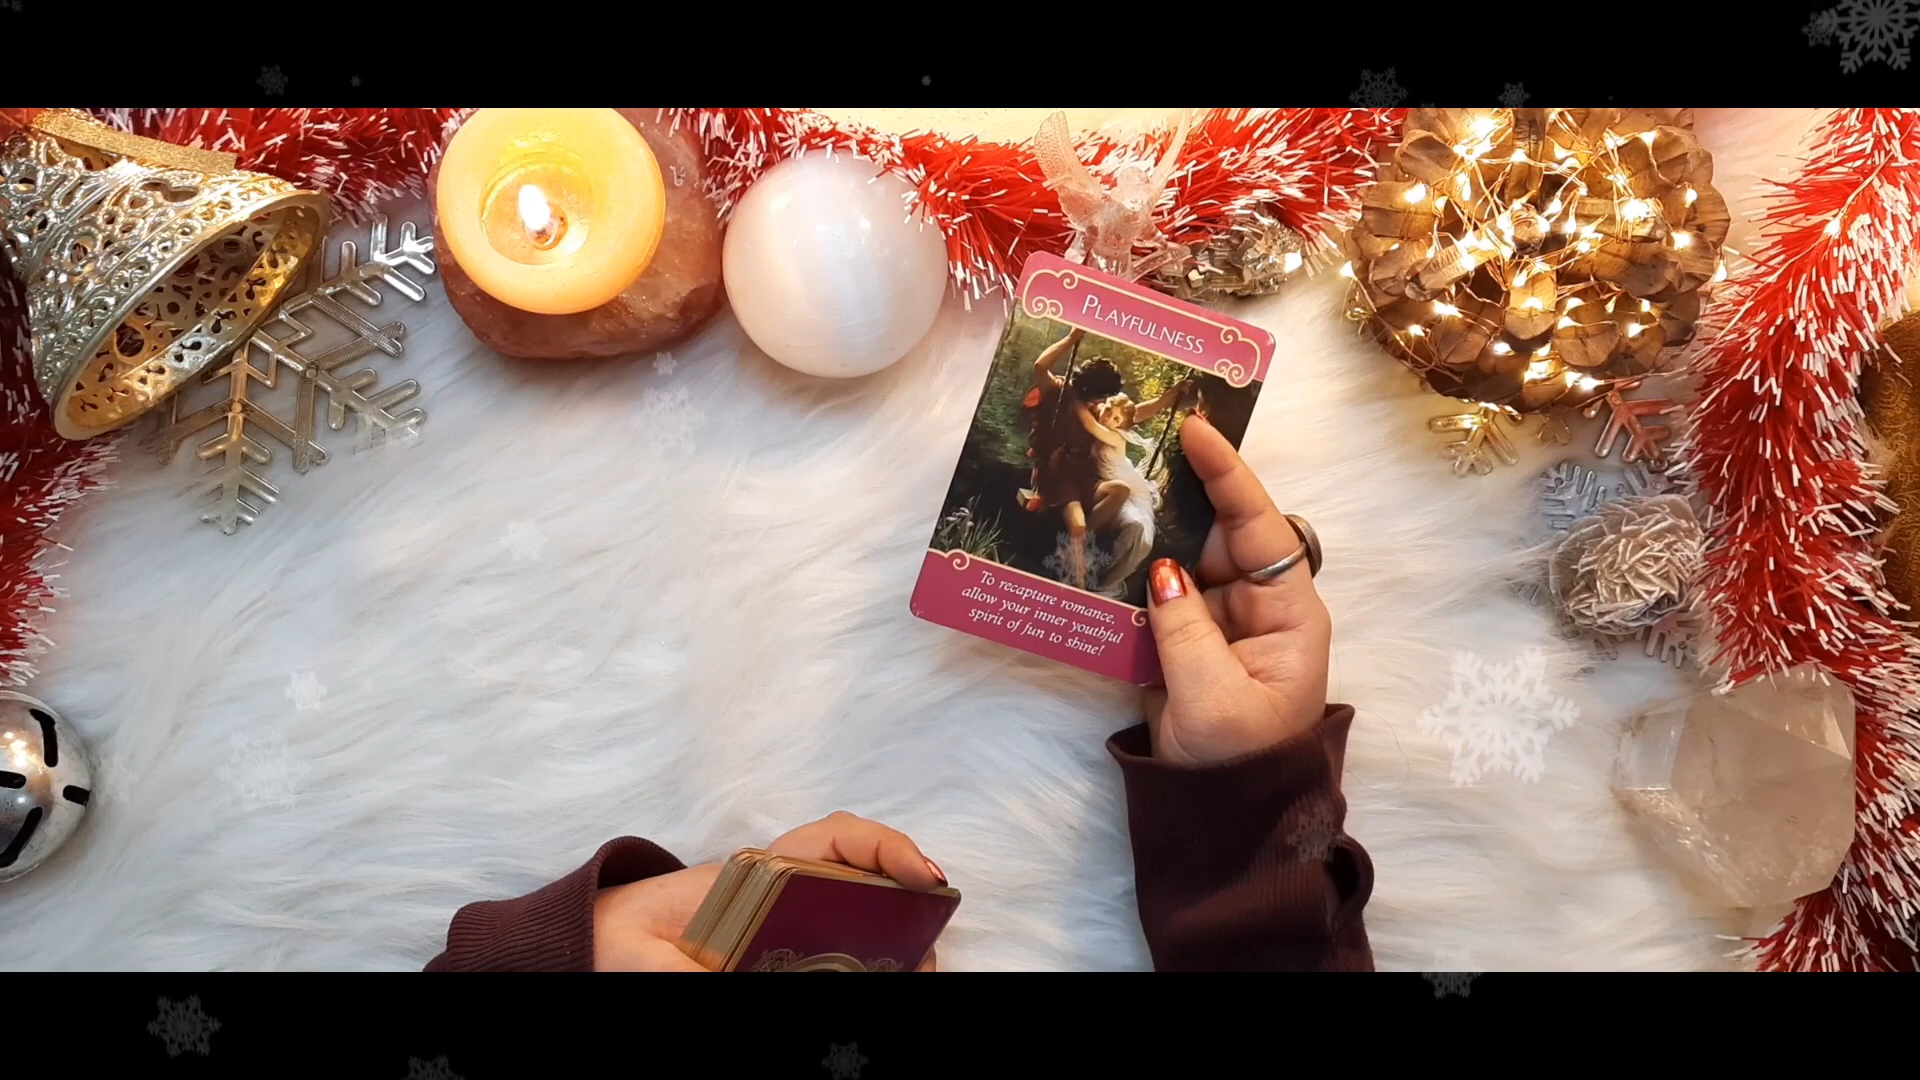 PLAYFULNESS
To recapture romance,
allow your inner youthful
spirit of fun to shine!